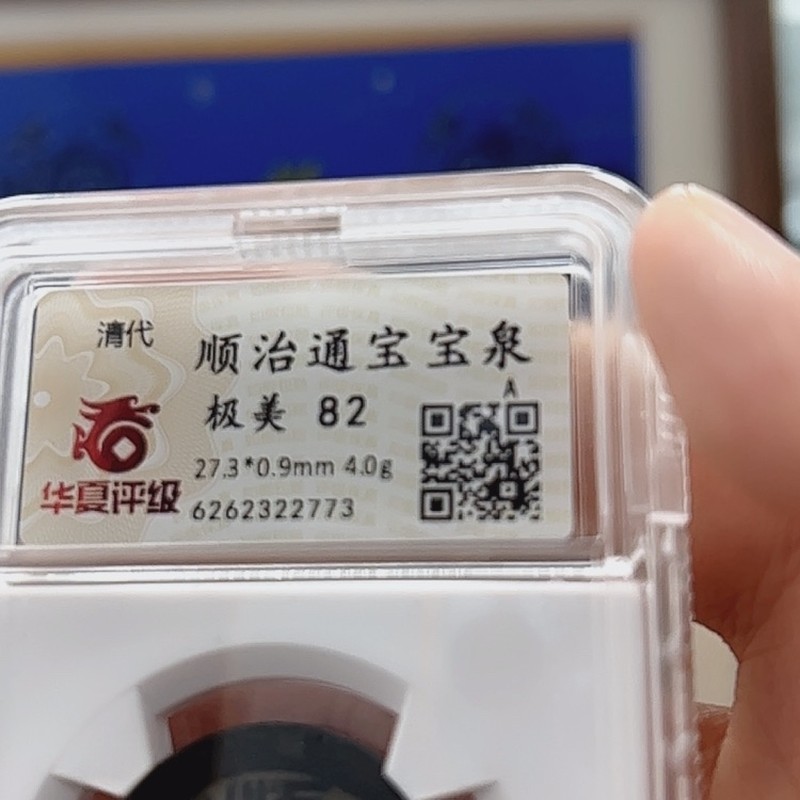 清代
顺治通宝宝泉
A
极美 82
27.3*0.9mm 4.0g
华夏评级
6262322773